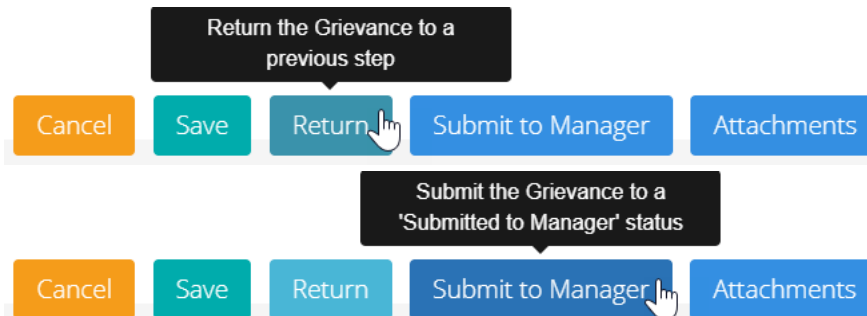 Return the Grievance to a
previous step
Cancel Save Return Submit to Manager Attachments
Submit the Grievance to a
'Submitted to Manager' status
Cancel Save Return Submit to Manager Attachments